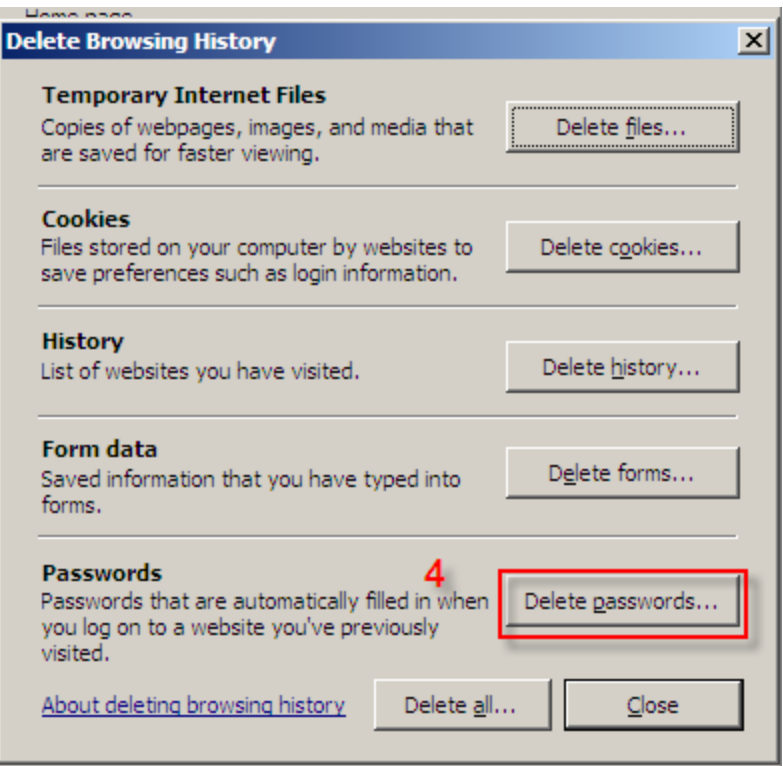 Home page
Delete Browsing History
Temporary Internet Files
Copies of webpages, images, and media that
are saved for faster viewing.
Delete files...
Cookies
Files stored on your computer by websites to
save preferences such as login information.
Delete cookies...
History
List of websites you have visited.
Delete history...
Form data
Saved information that you have typed into
forms.
Delete forms...
Passwords
4
Passwords that are automatically filled in when
you log on to a website you've previously
visited.
Delete passwords...
About deleting browsing history
Delete all...
Close